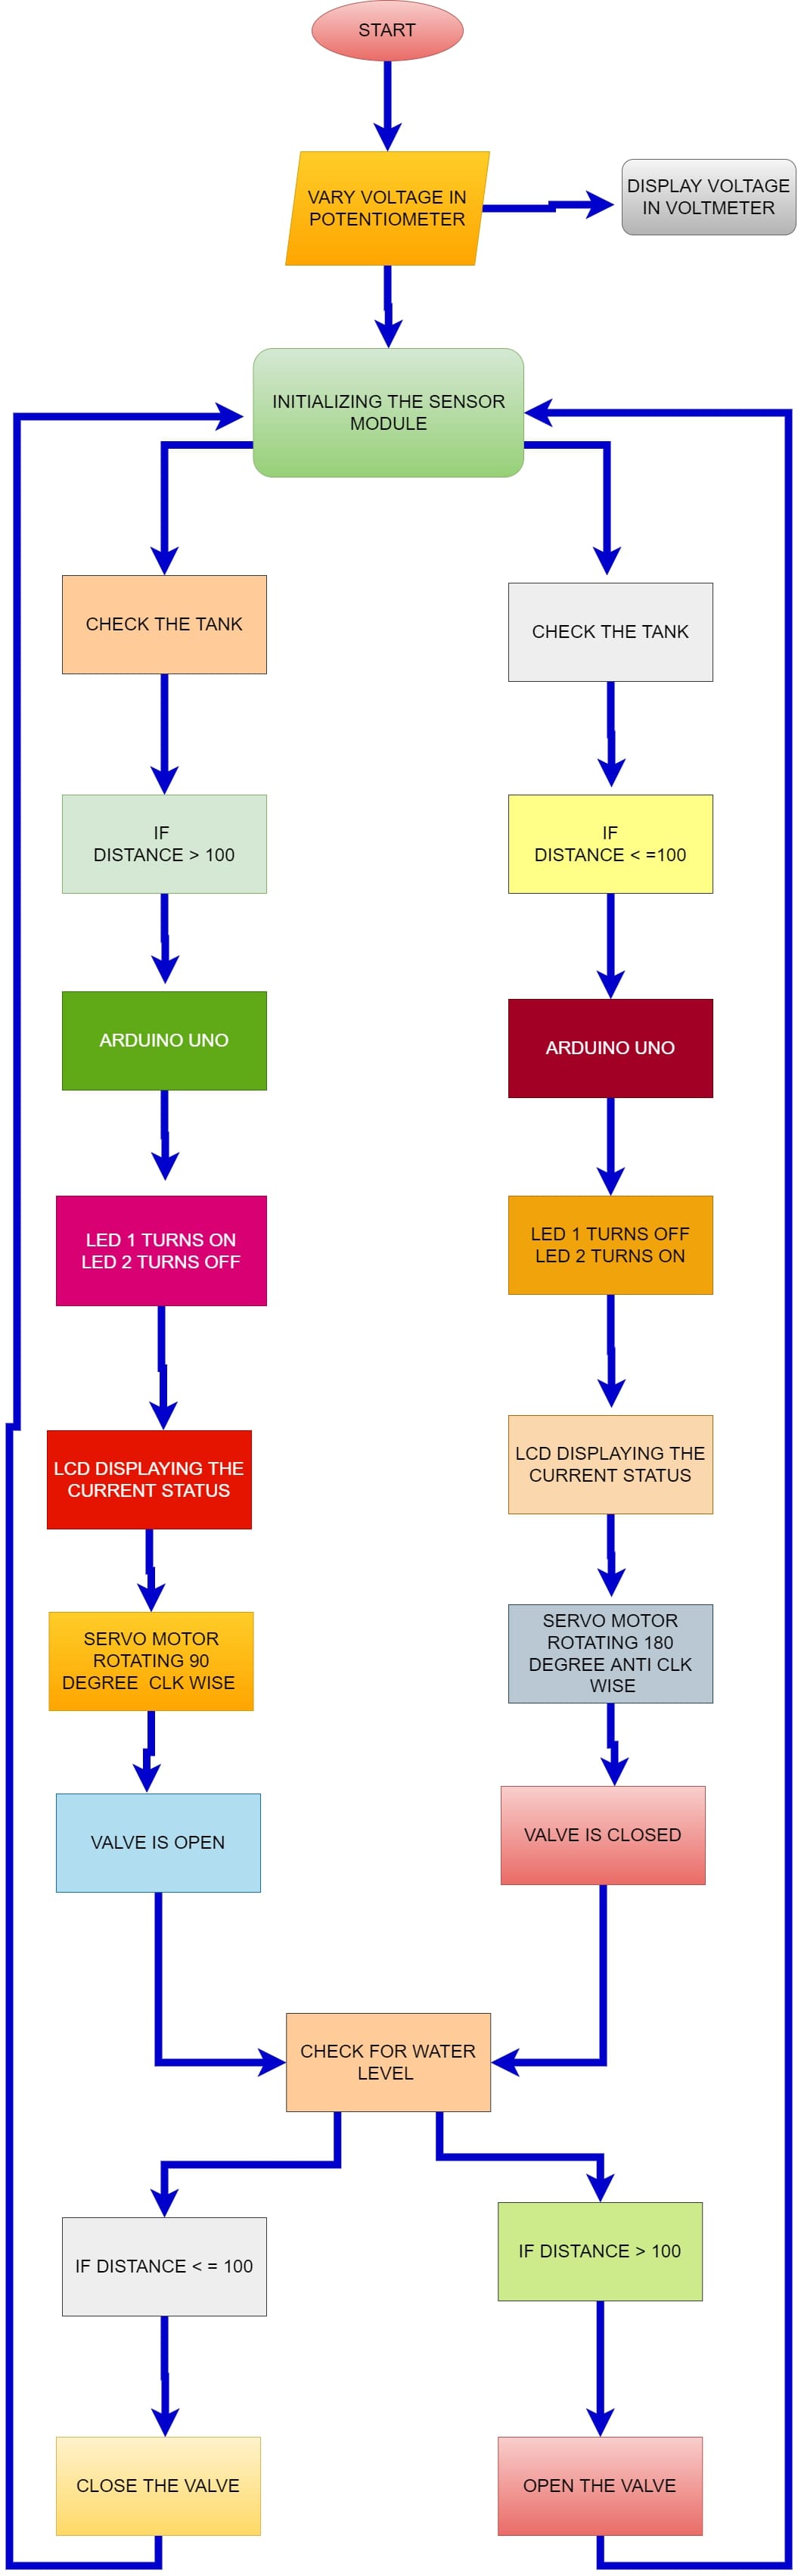 START
VARY VOLTAGE IN
POTENTIOMETER
DISPLAY VOLTAGE
IN VOLTMETER
INITIALIZING THE SENSOR
MODULE
CHECK THE TANK
IF
DISTANCE > 100
ARDUINO UNO
LED 1 TURNS ON
LED 2 TURNS OFF
LCD DISPLAYING THE
CURRENT STATUS
SERVO MOTOR
ROTATING 90
DEGREE  CLK WISE
VALVE IS OPEN
CHECK THE TANK
IF
DISTANCE < =100
ARDUINO UNO
LED 1 TURNS OFF
LED 2 TURNS ON
LCD DISPLAYING THE
CURRENT STATUS
SERVO MOTOR
ROTATING 180
DEGREE ANTI CLK
WISE
VALVE IS CLOSED
CHECK FOR WATER
LEVEL
IF DISTANCE < = 100
CLOSE THE VALVE
IF DISTANCE > 100
OPEN THE VALVE